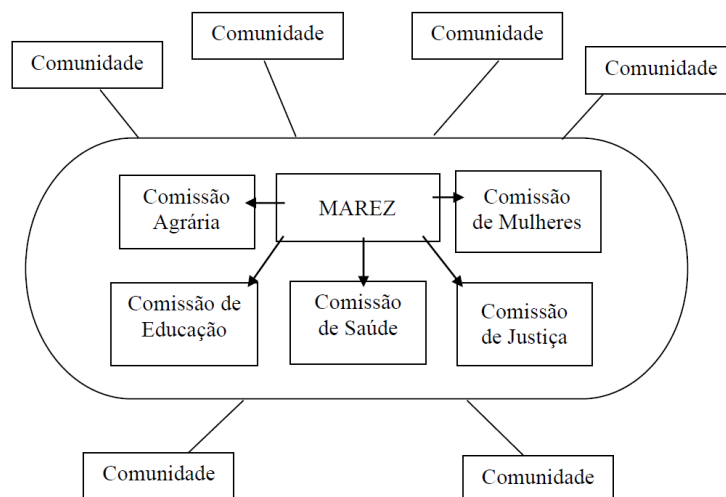 Comunidade
Comunidade
Comunidade
Comunidade
Comissão
Agrária
MAREZ
Comissão
de Mulheres
Comissão de
Educação
Comissão
de Saúde
Comissão
de Justiça
Comunidade
Comunidade